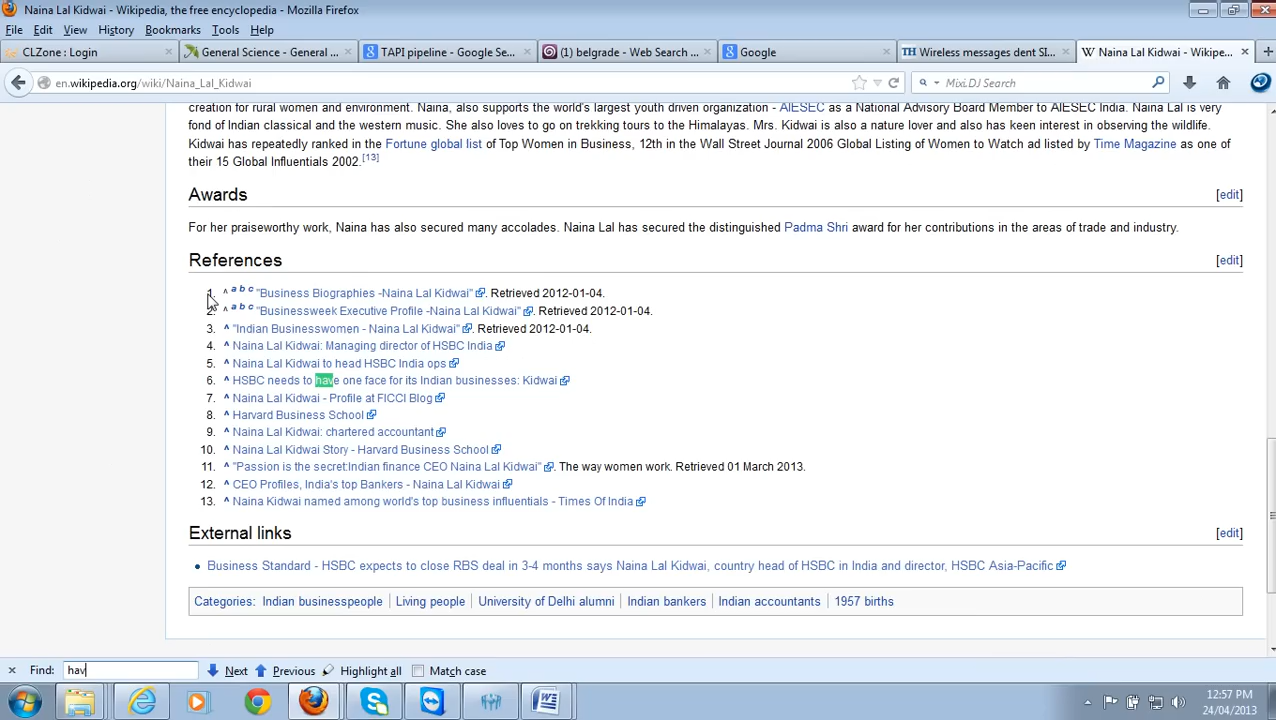 Naina Lal Kidwai - Wikipedia, the free encyclopedia - Mozilla Firefox
File Edit View History Bookmarks Tools Help
CLZone : Login
General Science - General ...
TAPI pipeline - Google Se...
(1) belgrade - Web Search ...
Google
TH Wireless messages dent SI...
W Naina Lal Kidwai - Wikipe...
en.wikipedia.org/wiki/Naina_Lal_Kidwai
Mixi.DJ Search
creation for rural women and environment. Naina, also supports the world's largest youth driven organization - AIESEC as a National Advisory Board Member to AIESEC India. Naina Lal is very
fond of Indian classical and the western music. She also loves to go on trekking tours to the Himalayas. Mrs. Kidwai is also a nature lover and also has keen interest in observing the wildlife.
Kidwai has repeatedly ranked in the Fortune global list of Top Women in Business, 12th in the Wall Street Journal 2006 Global Listing of Women to Watch ad listed by Time Magazine as one of
their 15 Global Influentials 2002.[13]
Awards [edit]
For her praiseworthy work, Naina has also secured many accolades. Naina Lal has secured the distinguished Padma Shri award for her contributions in the areas of trade and industry.
References [edit]
1. ^ a b c "Business Biographies -Naina Lal Kidwai". Retrieved 2012-01-04.
2. ^ a b c "Businessweek Executive Profile -Naina Lal Kidwai". Retrieved 2012-01-04.
3. ^ "Indian Businesswomen - Naina Lal Kidwai". Retrieved 2012-01-04.
4. ^ Naina Lal Kidwai: Managing director of HSBC India
5. ^ Naina Lal Kidwai to head HSBC India ops
6. ^ HSBC needs to have one face for its Indian businesses: Kidwai
7. ^ Naina Lal Kidwai - Profile at FICCI Blog
8. ^ Harvard Business School
9. ^ Naina Lal Kidwai: chartered accountant
10. ^ Naina Lal Kidwai Story - Harvard Business School
11. ^ "Passion is the secret:Indian finance CEO Naina Lal Kidwai". The way women work. Retrieved 01 March 2013.
12. ^ CEO Profiles, India's top Bankers - Naina Lal Kidwai
13. ^ Naina Kidwai named among world's top business influentials - Times Of India
External links [edit]
• Business Standard - HSBC expects to close RBS deal in 3-4 months says Naina Lal Kidwai, country head of HSBC in India and director, HSBC Asia-Pacific
Categories: Indian businesspeople | Living people | University of Delhi alumni | Indian bankers | Indian accountants | 1957 births
Find: hav Next Previous Highlight all Match case
12:57 PM
24/04/2013